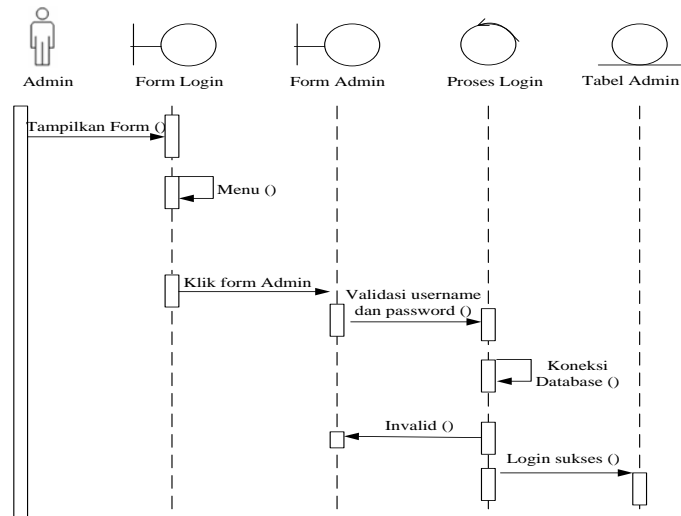 Admin
Form Login
Form Admin
Proses Login
Tabel Admin
Tampilkan Form ()
Menu ()
Klik form Admin
Validasi username
dan password ()
Koneksi
Database ()
Invalid ()
Login sukses ()